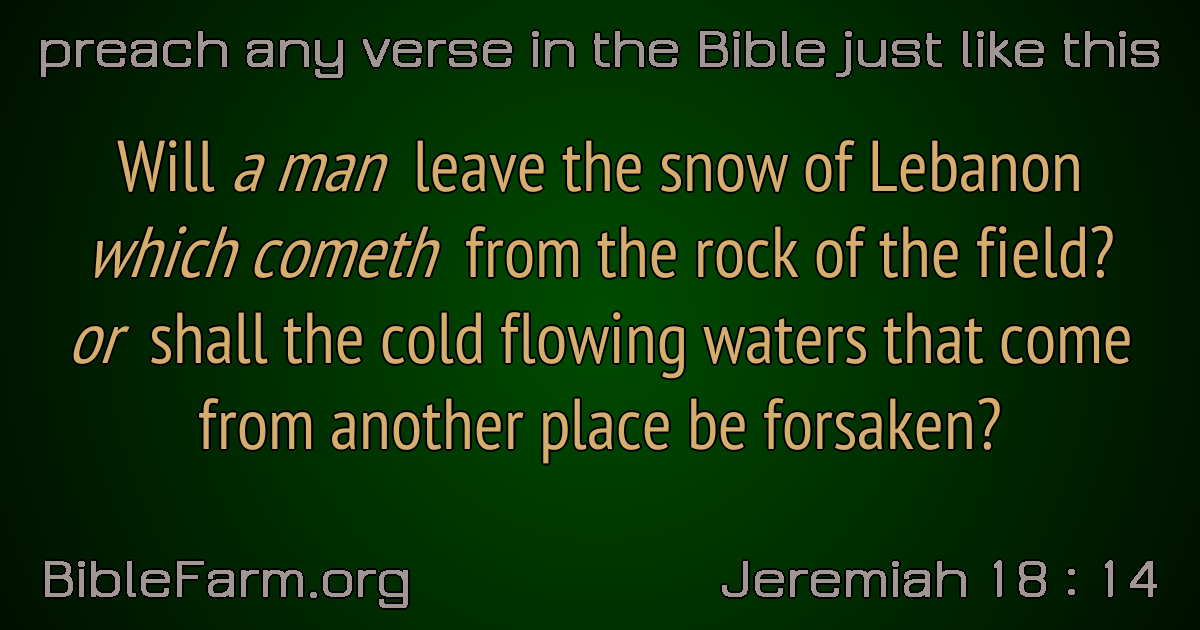 preach any verse in the Bible just like this
Will a man leave the snow of Lebanon
which cometh from the rock of the field?
or shall the cold flowing waters that come
from another place be forsaken?
BibleFarm.org
Jeremiah 18 : 14